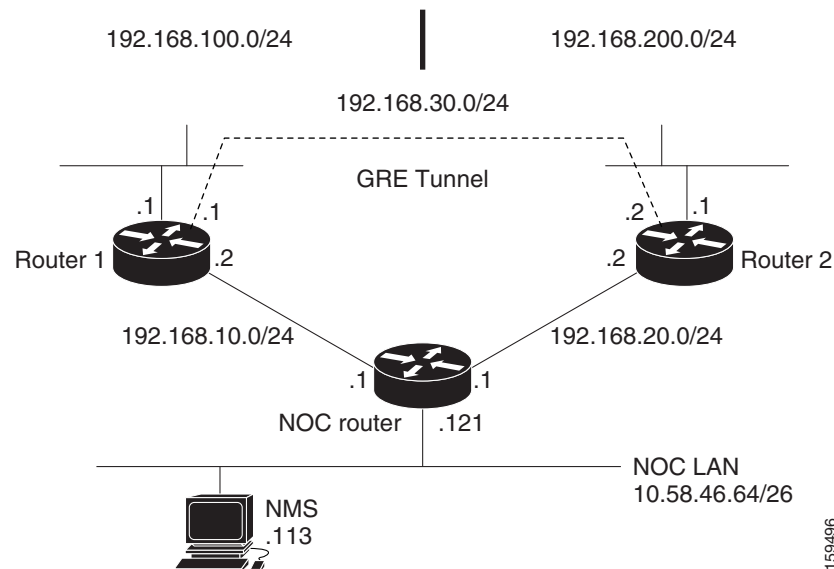 192.168.100.0/24
192.168.200.0/24
192.168.30.0/24
GRE Tunnel
.1
.1
.2
.1
Router 1
.2
.2
Router 2
192.168.10.0/24
192.168.20.0/24
.1
.1
NOC router
.121
NOC LAN
10.58.46.64/26
NMS
.113
159496